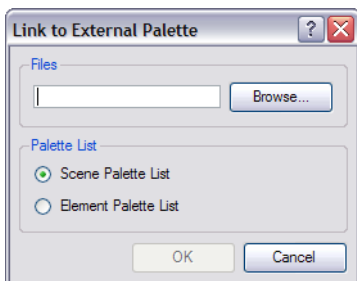 Link to External Palette
?
X
Files
Browse...
Palette List
Scene Palette List
Element Palette List
OK
Cancel